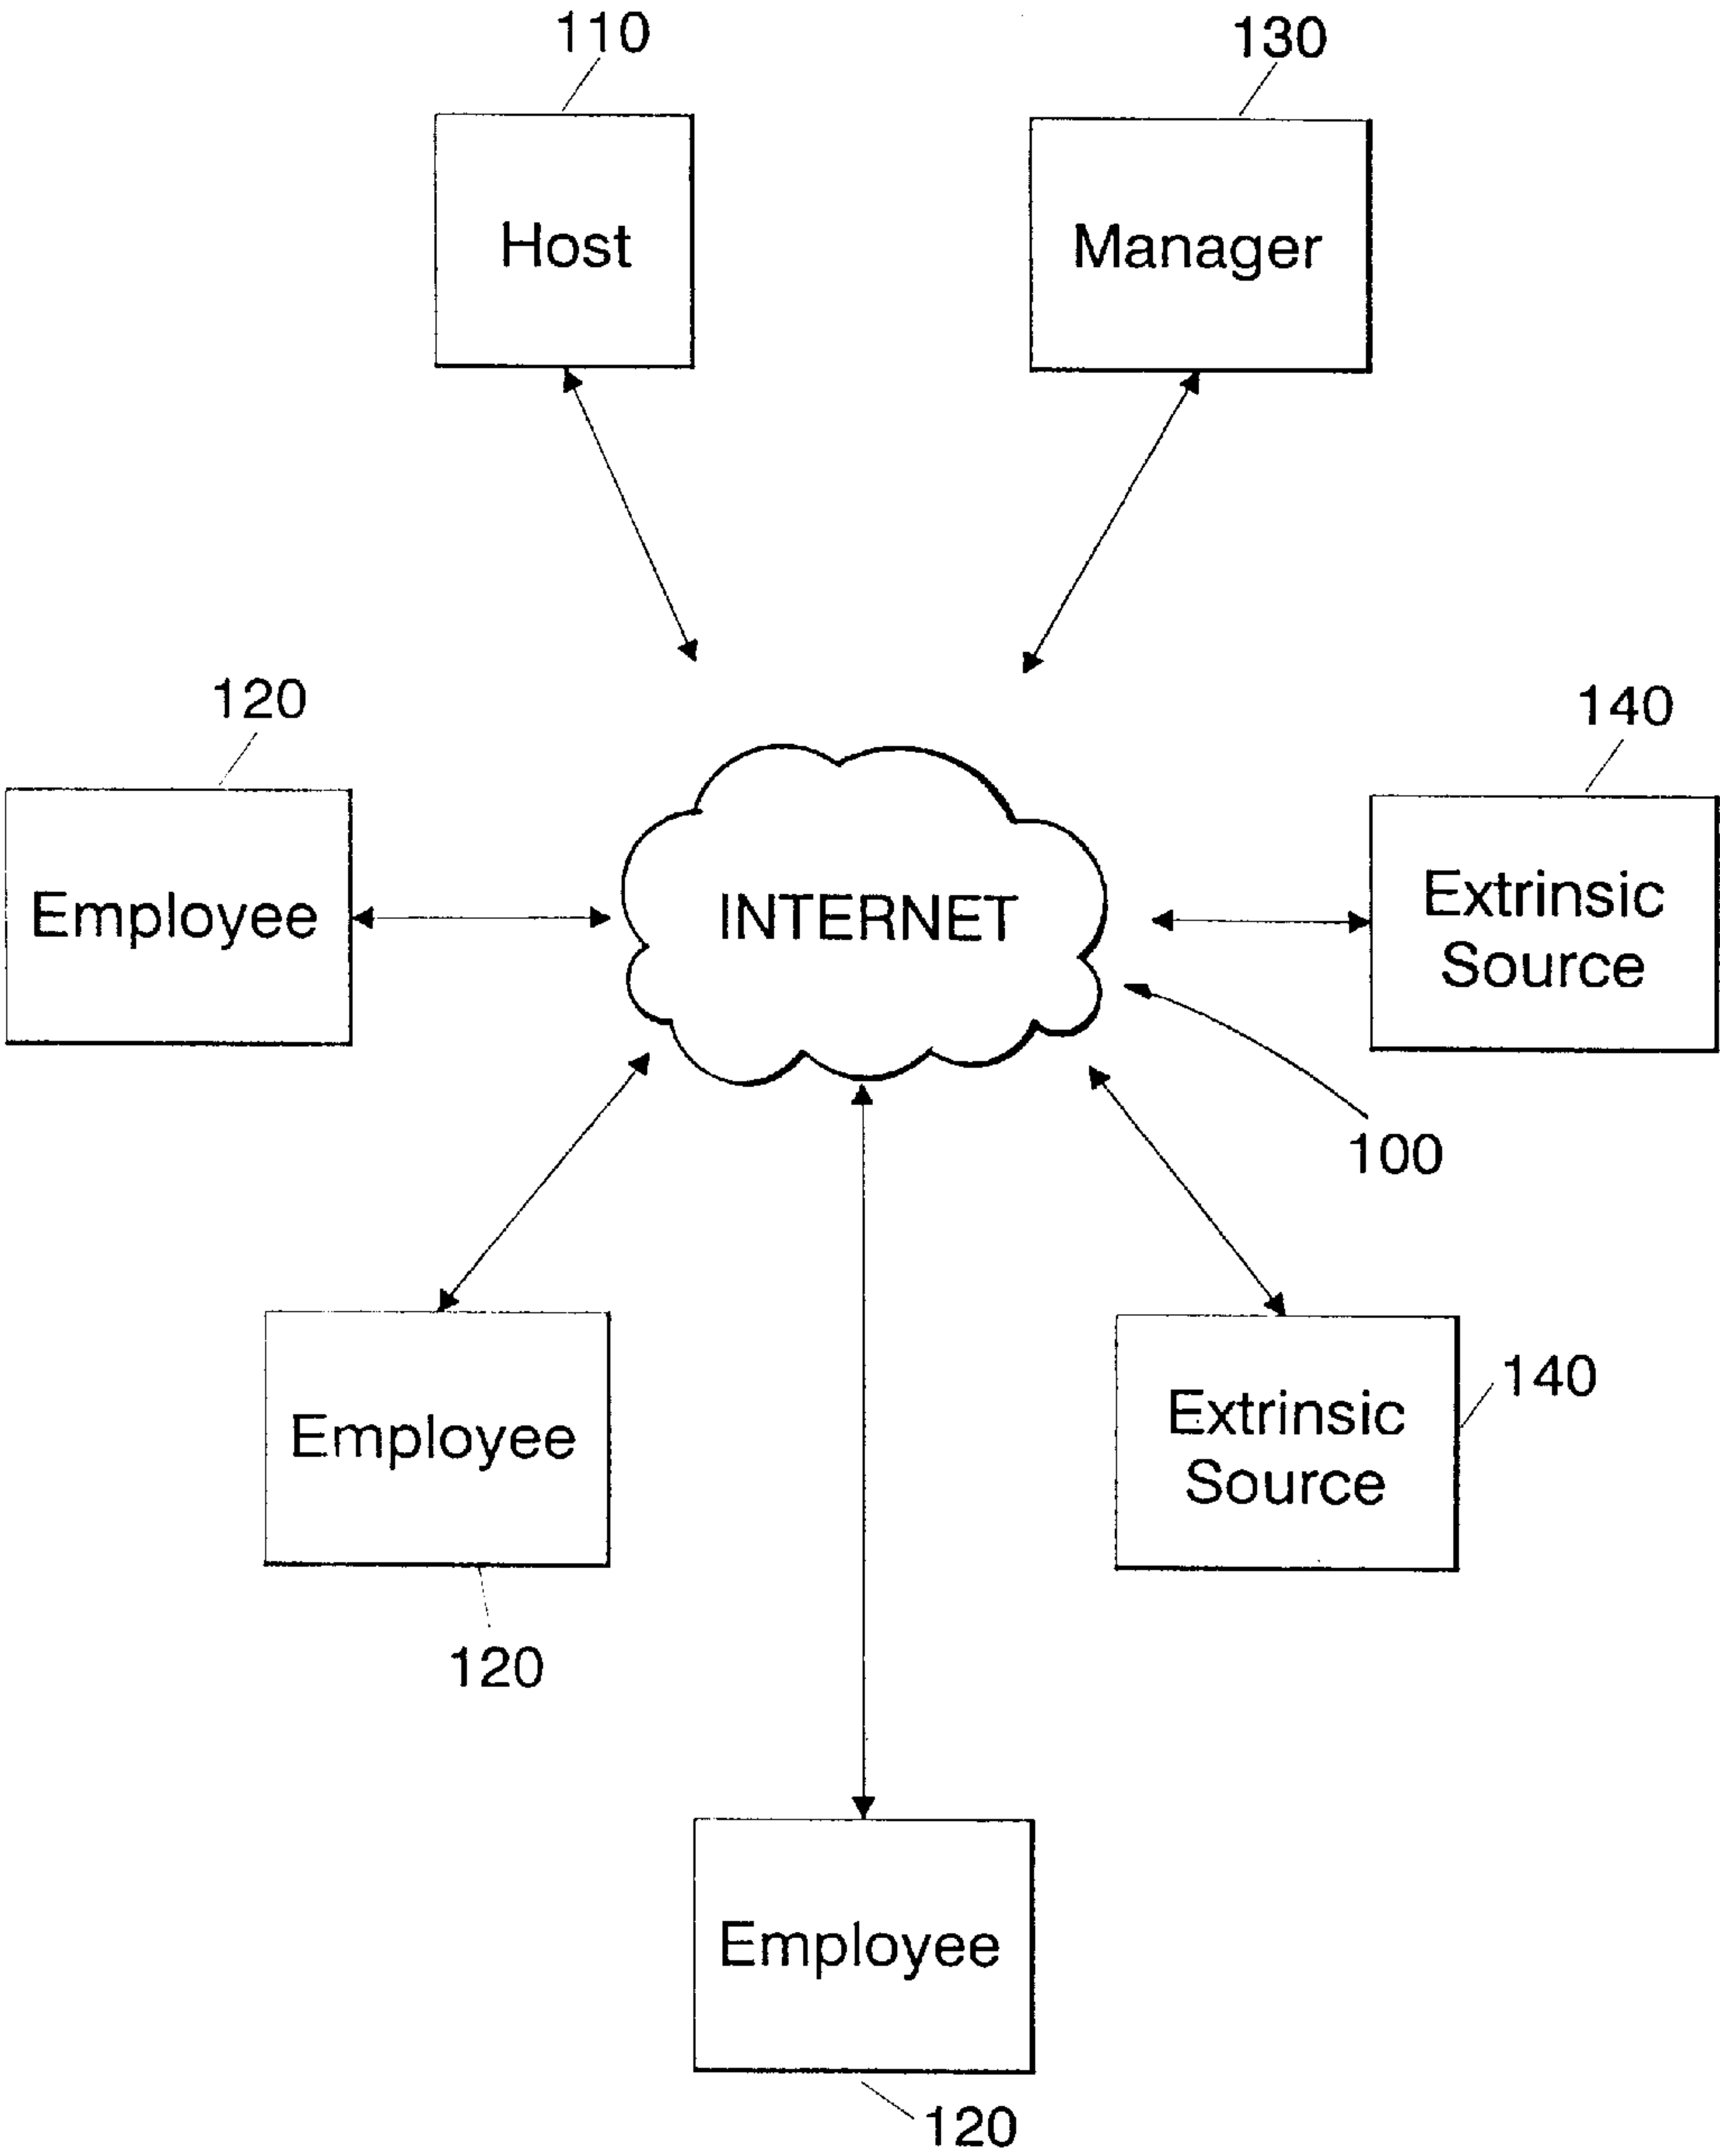 110
130
Host
Manager
120
140
Employee
INTERNET
Extrinsic
Source
100
Employee
Extrinsic
Source
140
120
Employee
120